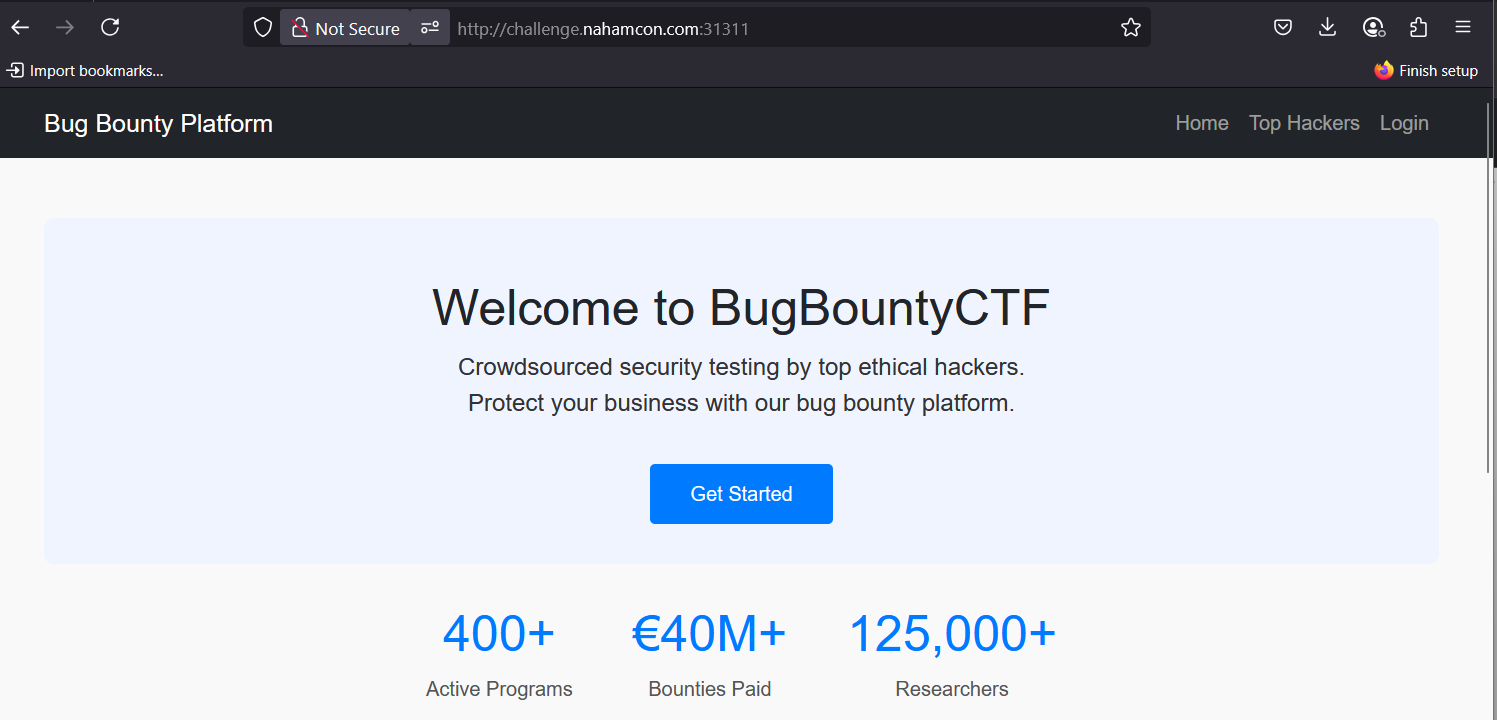 Not Secure
http://challenge.nahamcon.com:31311
Import bookmarks...
Finish setup
Bug Bounty Platform
Home
Top Hackers
Login
Welcome to BugBountyCTF
Crowdsourced security testing by top ethical hackers.
Protect your business with our bug bounty platform.
Get Started
400+
€40M+
125,000+
Active Programs
Bounties Paid
Researchers